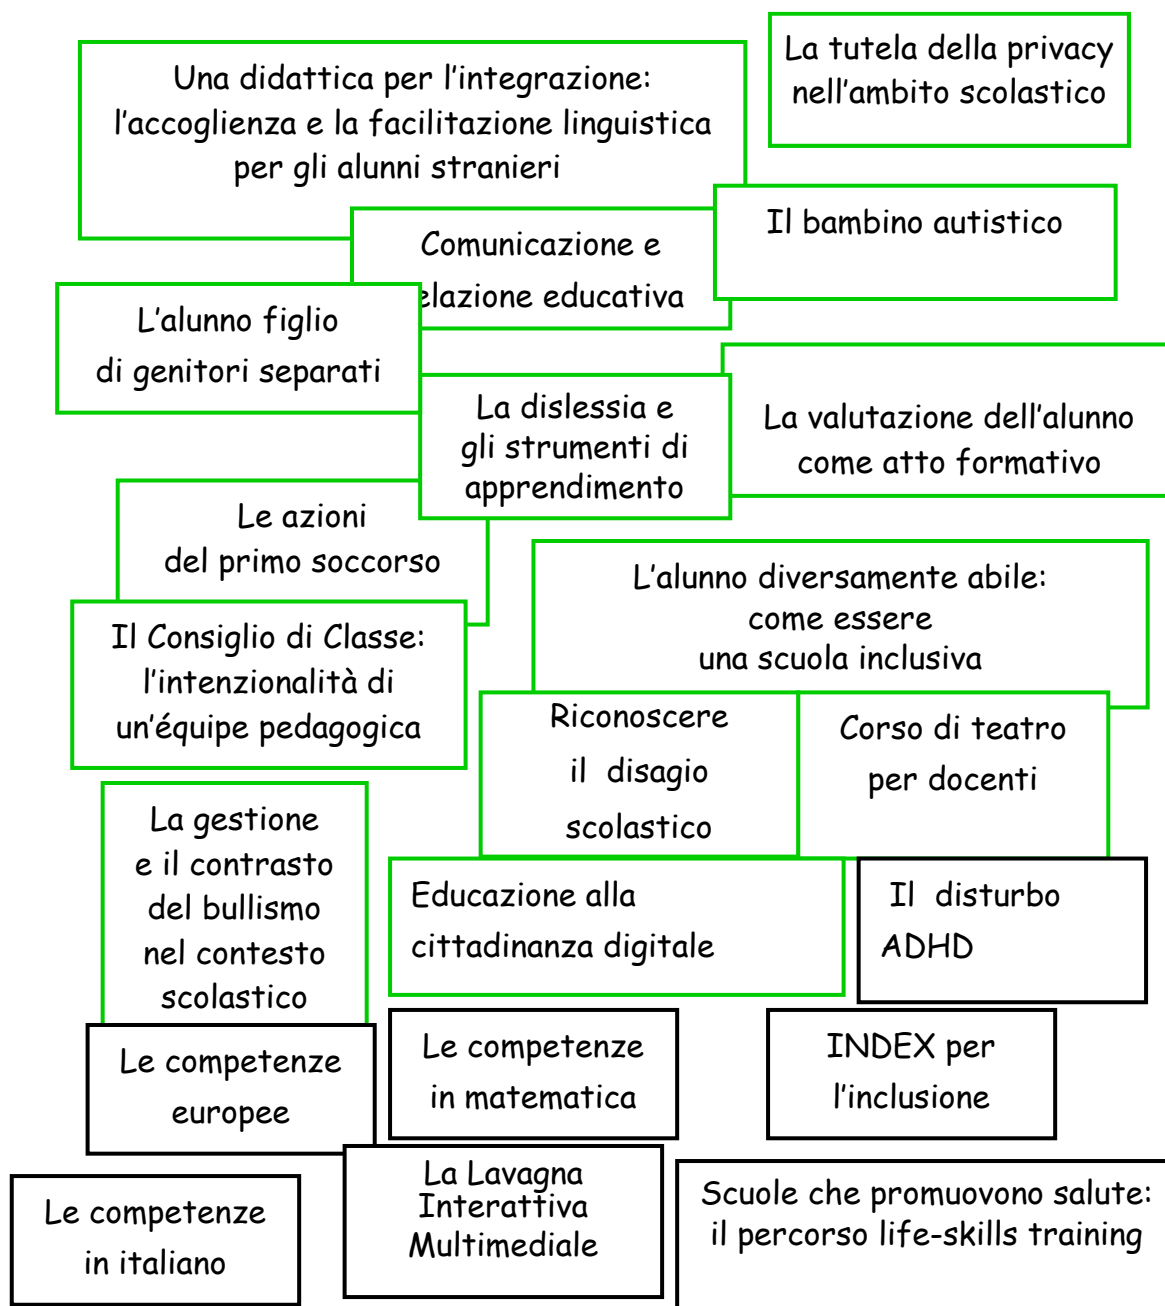 La tutela della privacy
nell'ambito scolastico
Una didattica per l'integrazione:
l'accoglienza e la facilitazione linguistica
per gli alunni stranieri
Il bambino autistico
Comunicazione e
elazione educativa
L'alunno figlio
di genitori separati
La dislessia e
gli strumenti di
apprendimento
La valutazione dell'alunno
come atto formativo
Le azioni
del primo soccorso
L'alunno diversamente abile:
come essere
una scuola inclusiva
Il Consiglio di Classe:
l'intenzionalità di
un'équipe pedagogica
Riconoscere
il disagio
scolastico
Corso di teatro
per docenti
La gestione
e il contrasto
del bullismo
nel contesto
scolastico
Educazione alla
cittadinanza digitale
Il disturbo
ADHD
Le competenze
europee
Le competenze
in matematica
INDEX per
l'inclusione
Le competenze
in italiano
La Lavagna
Interattiva
Multimediale
Scuole che promuovono salute:
il percorso life-skills training